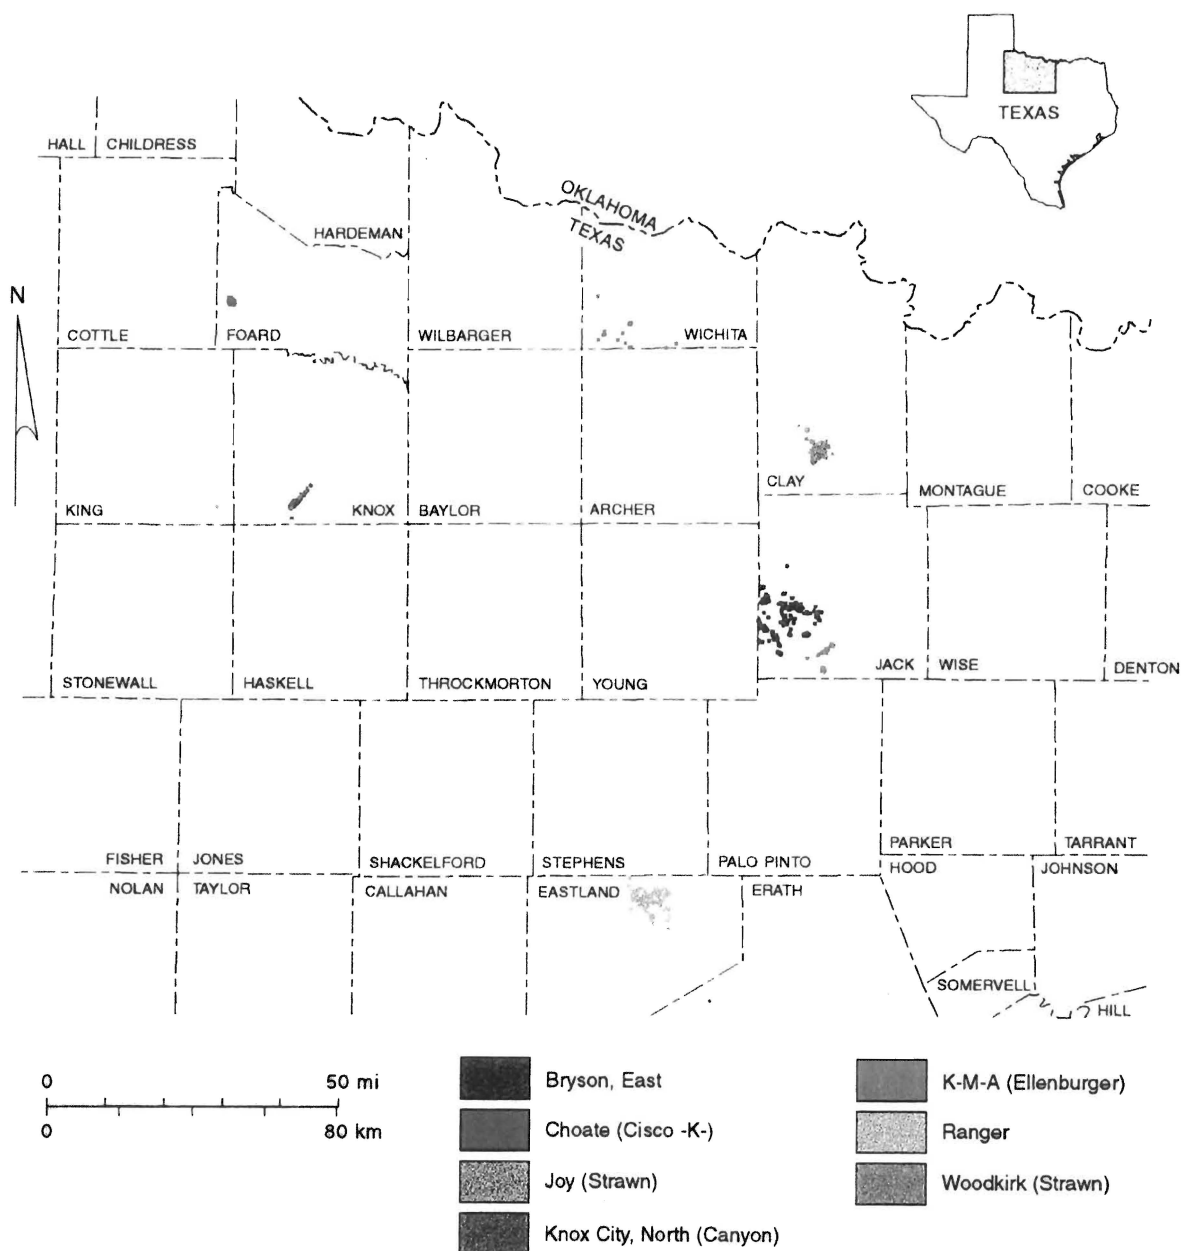 TEXAS
HALL
CHILDRESS
OKLAHOMA
TEXAS
HARDEMAN
N
COTTLE
FOARD
WILBARGER
WICHITA
CLAY
MONTAGUE
COOKE
KING
KNOX
BAYLOR
ARCHER
JACK
WISE
DENTON
STONEWALL
HASKELL
THROCKMORTON
YOUNG
PARKER
TARRANT
FISHER
JONES
SHACKELFORD
STEPHENS
PALO PINTO
HOOD
JOHNSON
NOLAN
TAYLOR
CALLAHAN
EASTLAND
ERATH
SOMERVELL
HILL
0 50 mi
0 80 km
Bryson, East
Choate (Cisco -K-)
Joy (Strawn)
Knox City, North (Canyon)
K-M-A (Ellenburger)
Ranger
Woodkirk (Strawn)